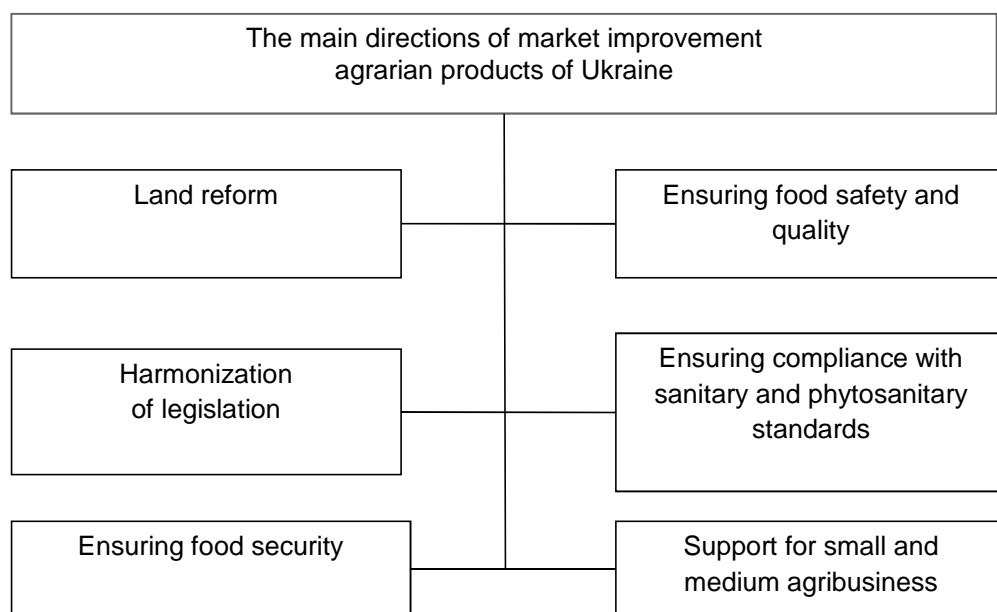 The main directions of market improvement
agrarian products of Ukraine
Land reform
Ensuring food safety and
quality
Harmonization
of legislation
Ensuring compliance with
sanitary and phytosanitary
standards
Ensuring food security
Support for small and
medium agribusiness